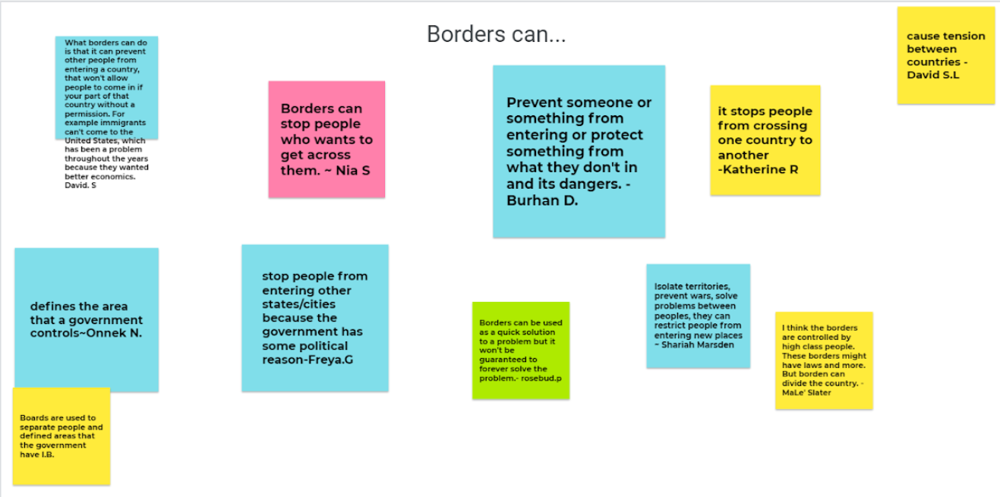 Borders can...
What borders can do
is that it can prevent
other people from
entering a country,
that won't allow
people to come in if
your part of that
country without a
permission. For
example immigrants
can't come to the
United States, which
has been a problem
throughout the years
because they wanted
better economics.
David. S
Borders can
stop people
who wants to
get across
them. ~ Nia S
Prevent someone or
something from
entering or protect
something from
what they don't in
and its dangers. -
Burhan D.
it stops people
from crossing
one country to
another
-Katherine R
cause tension
between
countries -
David S.L
defines the area
that a government
controls~Onnek N.
stop people from
entering other
states/cities
because the
government has
some political
reason-Freya.G
Borders can be used
as a quick solution
to a problem but it
won't be
guaranteed to
forever solve the
problem.- rosebud.p
Isolate territories,
prevent wars, solve
problems between
peoples, they can
restrict people from
entering new places
~ Shariah Marsden
I think the borders
are controlled by
high class people.
These borders might
have laws and more.
But borden can
divide the country. -
MaLe' Slater
Boards are used to
separate people and
defined areas that
the government
have I.B.